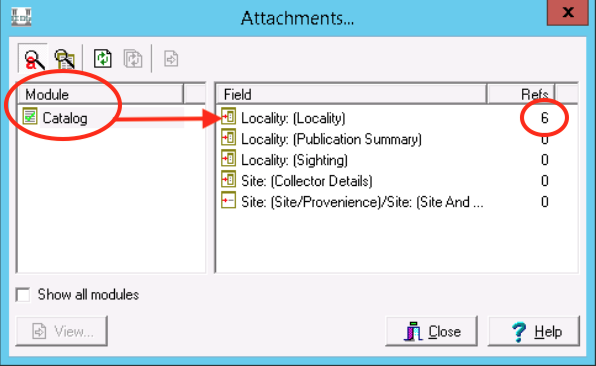 Attachments...
x
Module
Catalog
Field Refs
Locality: (Locality) 6
Locality: (Publication Summary) 0
Locality: (Sighting) 0
Site: (Collector Details) 0
Site: (Site/Provenience)/Site: (Site And ... 0
Show all modules
View...
Close
? Help